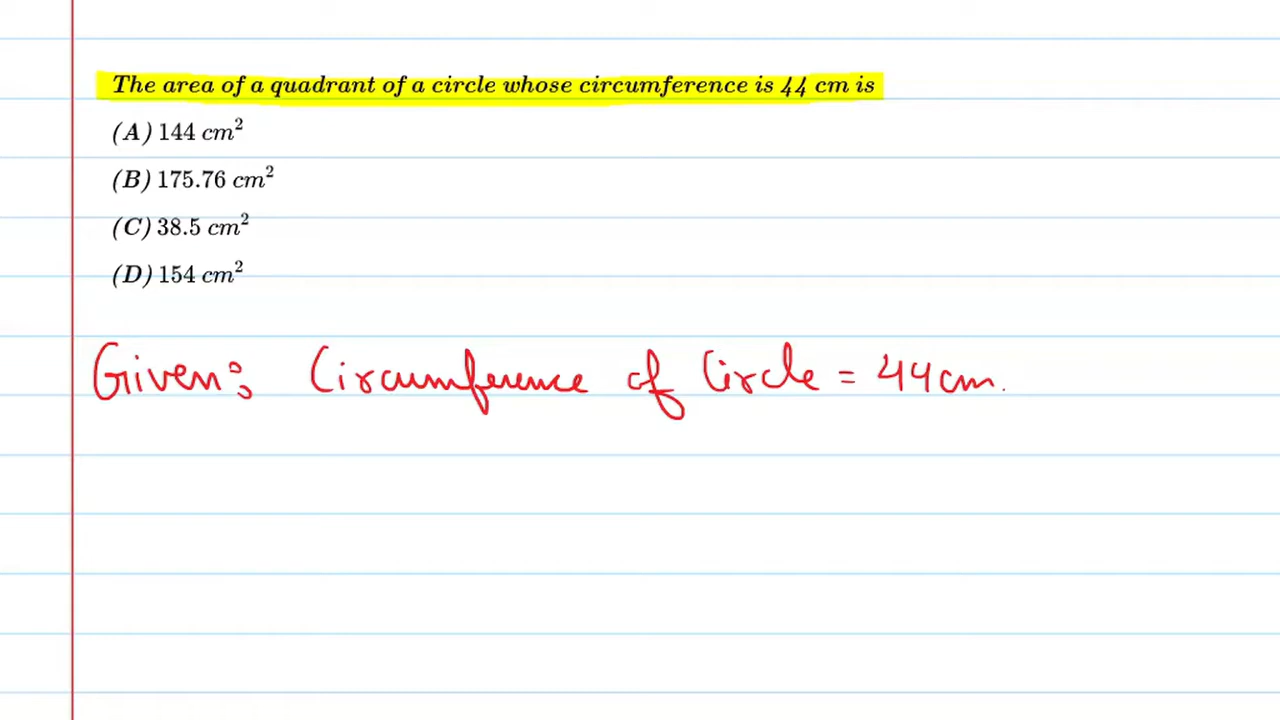 The area of a quadrant of a circle whose circumference is 44 cm is
(A) 144 cm²
(B) 175.76 cm²
(C) 38.5 cm²
(D) 154 cm²
Given: Circumference of Circle = 44cm.